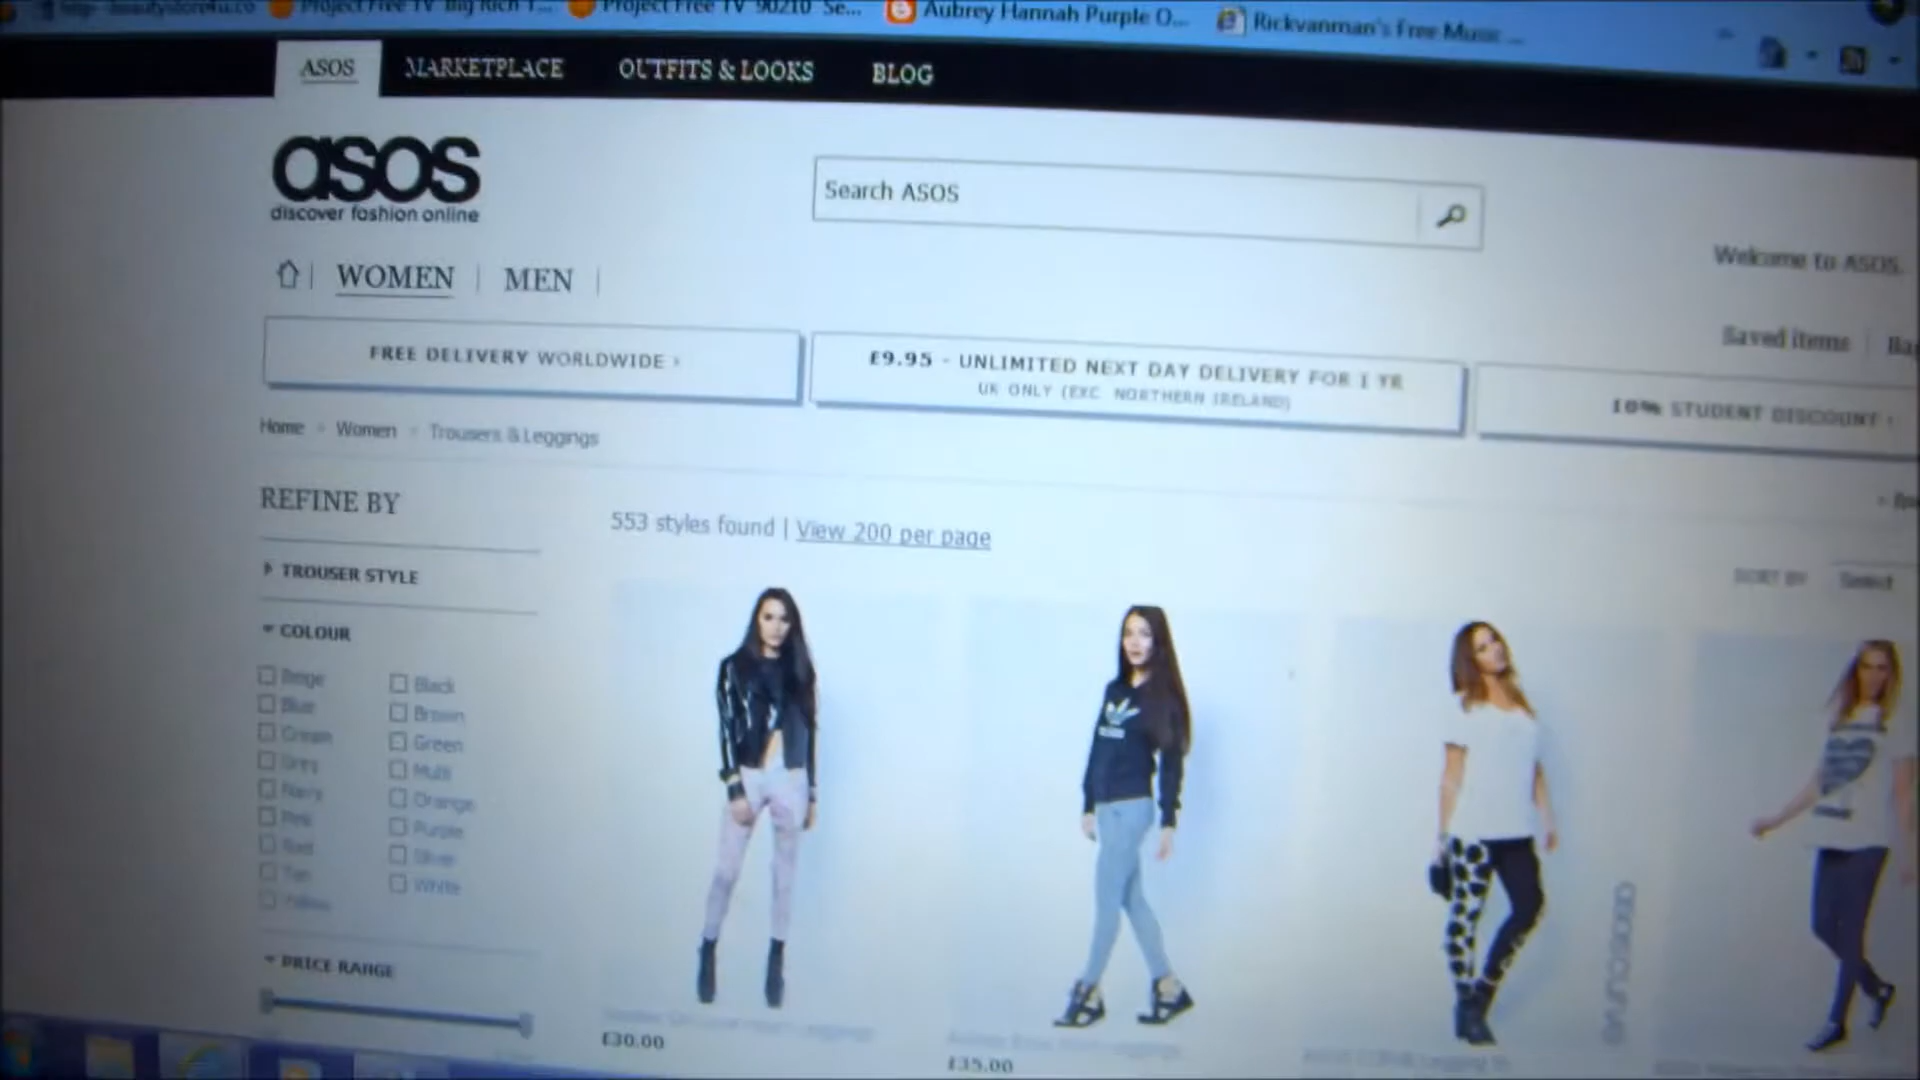 Project Free TV Big Rich T...
Project Free TV 90210 Se...
Aubrey Hannah Purple O...
Rickvanman's Free Music ...
ASOS
MARKETPLACE
OUTFITS & LOOKS
BLOG
asos
discover fashion online
Search ASOS
Welcome to ASOS.
WOMEN | MEN |
Saved items
FREE DELIVERY WORLDWIDE ›
£9.95 - UNLIMITED NEXT DAY DELIVERY FOR 1 YR
UK ONLY (EXC. NORTHERN IRELAND)
10% STUDENT DISCOUNT ›
Home Women Trousers & Leggings
REFINE BY
553 styles found | View 200 per page
TROUSER STYLE
SORT BY Select
COLOUR
Beige Black
Blue Brown
Cream Green
Grey Multi
Navy Orange
Pink Purple
Red Silver
Tan White
Yellow
asoscurve
PRICE RANGE
£30.00
£35.00